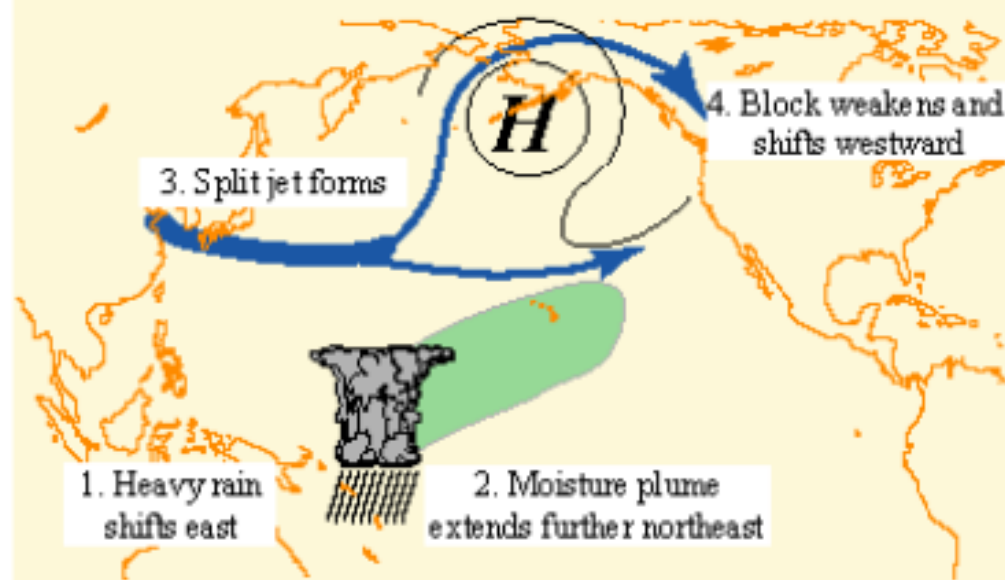 H
4. Block weakens and
shifts westward
3. Split jet forms
1. Heavy rain
shifts east
2. Moisture plume
extends further northeast